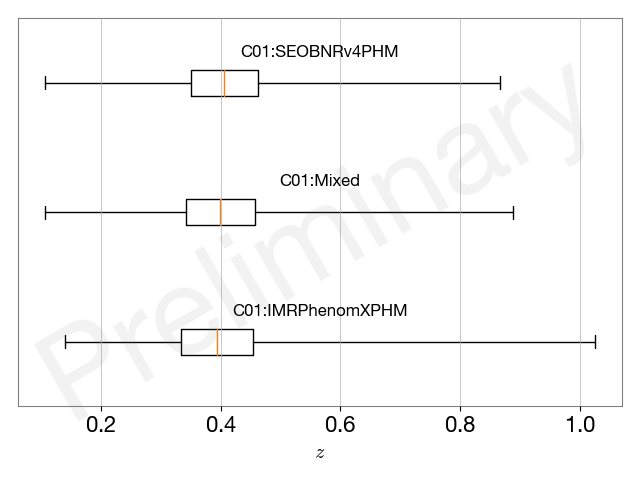 C01:SEOBNRv4PHM
C01:Mixed
C01:IMRPhenomXPHM
Preliminary
0.2 0.4 0.6 0.8 1.0
z